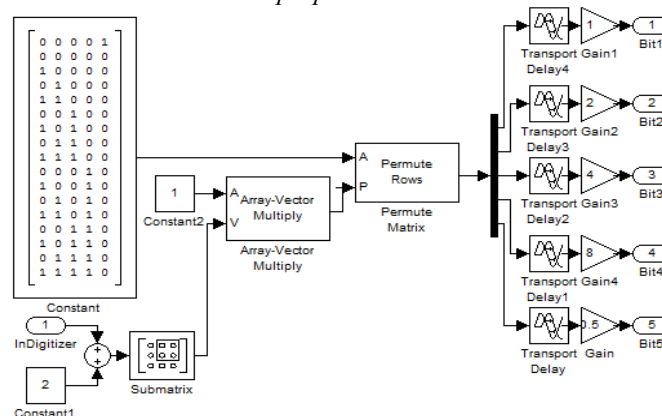 0 0 0 0 1
0 0 0 0 0
1 0 0 0 0
0 1 0 0 0
1 1 0 0 0
0 0 1 0 0
1 0 1 0 0
0 1 1 0 0
1 1 1 0 0
0 0 0 1 0
1 0 0 1 0
0 1 0 1 0
1 1 0 1 0
0 0 1 1 0
1 0 1 1 0
0 1 1 1 0
1 1 1 1 0
Constant
1
InDigitizer
+
+
2
Constant1
Submatrix
1
Constant2
A
V
Array-Vector
Multiply
Array-Vector
Multiply
A
P
Permute
Rows
Permute
Matrix
Transport
Delay4
1
Gain1
1
Bit1
Transport
Delay3
2
Gain2
2
Bit2
Transport
Delay2
4
Gain3
3
Bit3
Transport
Delay1
8
Gain4
4
Bit4
Transport
Delay
0.5
Gain
5
Bit5